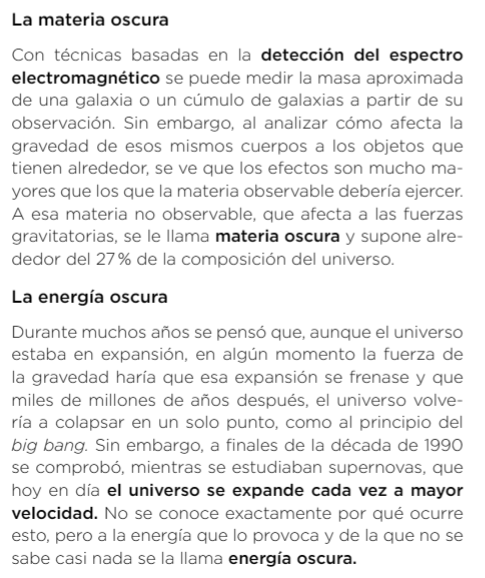 La materia oscura
Con técnicas basadas en la detección del espectro
electromagnético se puede medir la masa aproximada
de una galaxia o un cúmulo de galaxias a partir de su
observación. Sin embargo, al analizar cómo afecta la
gravedad de esos mismos cuerpos a los objetos que
tienen alrededor, se ve que los efectos son mucho ma-
yores que los que la materia observable debería ejercer.
A esa materia no observable, que afecta a las fuerzas
gravitatorias, se le llama materia oscura y supone alre-
dedor del 27 % de la composición del universo.
La energía oscura
Durante muchos años se pensó que, aunque el universo
estaba en expansión, en algún momento la fuerza de
la gravedad haría que esa expansión se frenase y que
miles de millones de años después, el universo volve-
ría a colapsar en un solo punto, como al principio del
big bang. Sin embargo, a finales de la década de 1990
se comprobó, mientras se estudiaban supernovas, que
hoy en día el universo se expande cada vez a mayor
velocidad. No se conoce exactamente por qué ocurre
esto, pero a la energía que lo provoca y de la que no se
sabe casi nada se la llama energía oscura.